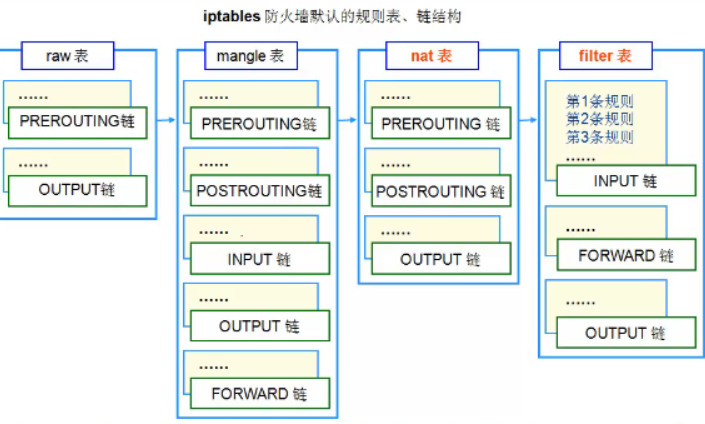 iptables 防火墙默认的规则表、链结构
raw 表
......
PREROUTING链
......
OUTPUT链
mangle 表
......
PREROUTING链
......
POSTROUTING链
......
INPUT 链
......
OUTPUT 链
......
FORWARD 链
nat 表
......
PREROUTING 链
......
POSTROUTING 链
......
OUTPUT 链
filter 表
第1条规则
第2条规则
第3条规则
......
INPUT 链
......
FORWARD 链
......
OUTPUT 链